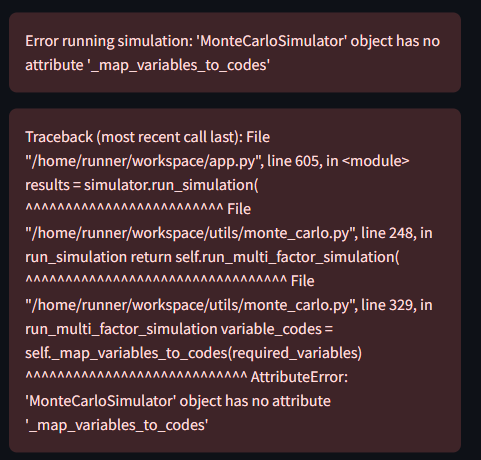 Error running simulation: 'MonteCarloSimulator' object has no
attribute '_map_variables_to_codes'
Traceback (most recent call last): File
"/home/runner/workspace/app.py", line 605, in <module>
results = simulator.run_simulation(
^^^^^^^^^^^^^^^^^^^^^^^^^ File
"/home/runner/workspace/utils/monte_carlo.py", line 248, in
run_simulation return self.run_multi_factor_simulation(
^^^^^^^^^^^^^^^^^^^^^^^^^^^^^^^^^ File
"/home/runner/workspace/utils/monte_carlo.py", line 329, in
run_multi_factor_simulation variable_codes =
self._map_variables_to_codes(required_variables)
^^^^^^^^^^^^^^^^^^^^^^^^^^^^ AttributeError:
'MonteCarloSimulator' object has no attribute
'_map_variables_to_codes'